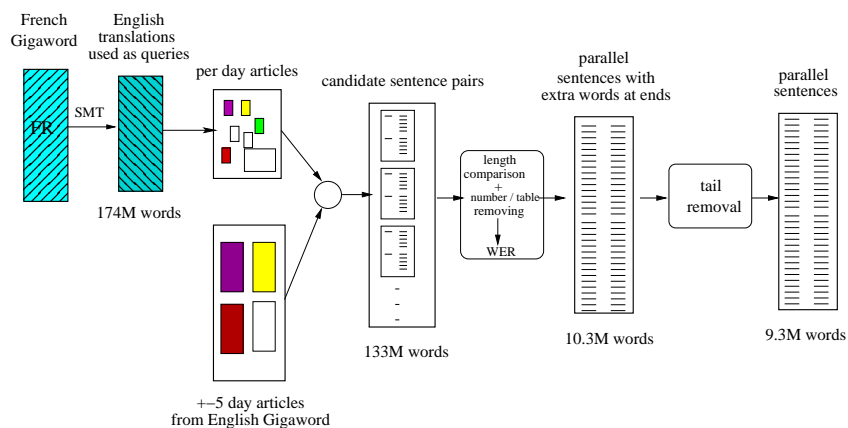 French
Gigaword
English
translations
used as queries
FR
SMT
174M words
per day articles
+−5 day articles
from English Gigaword
candidate sentence pairs
133M words
length
comparison
+
number / table
removing
WER
parallel
sentences with
extra words at ends
10.3M words
tail
removal
parallel
sentences
9.3M words